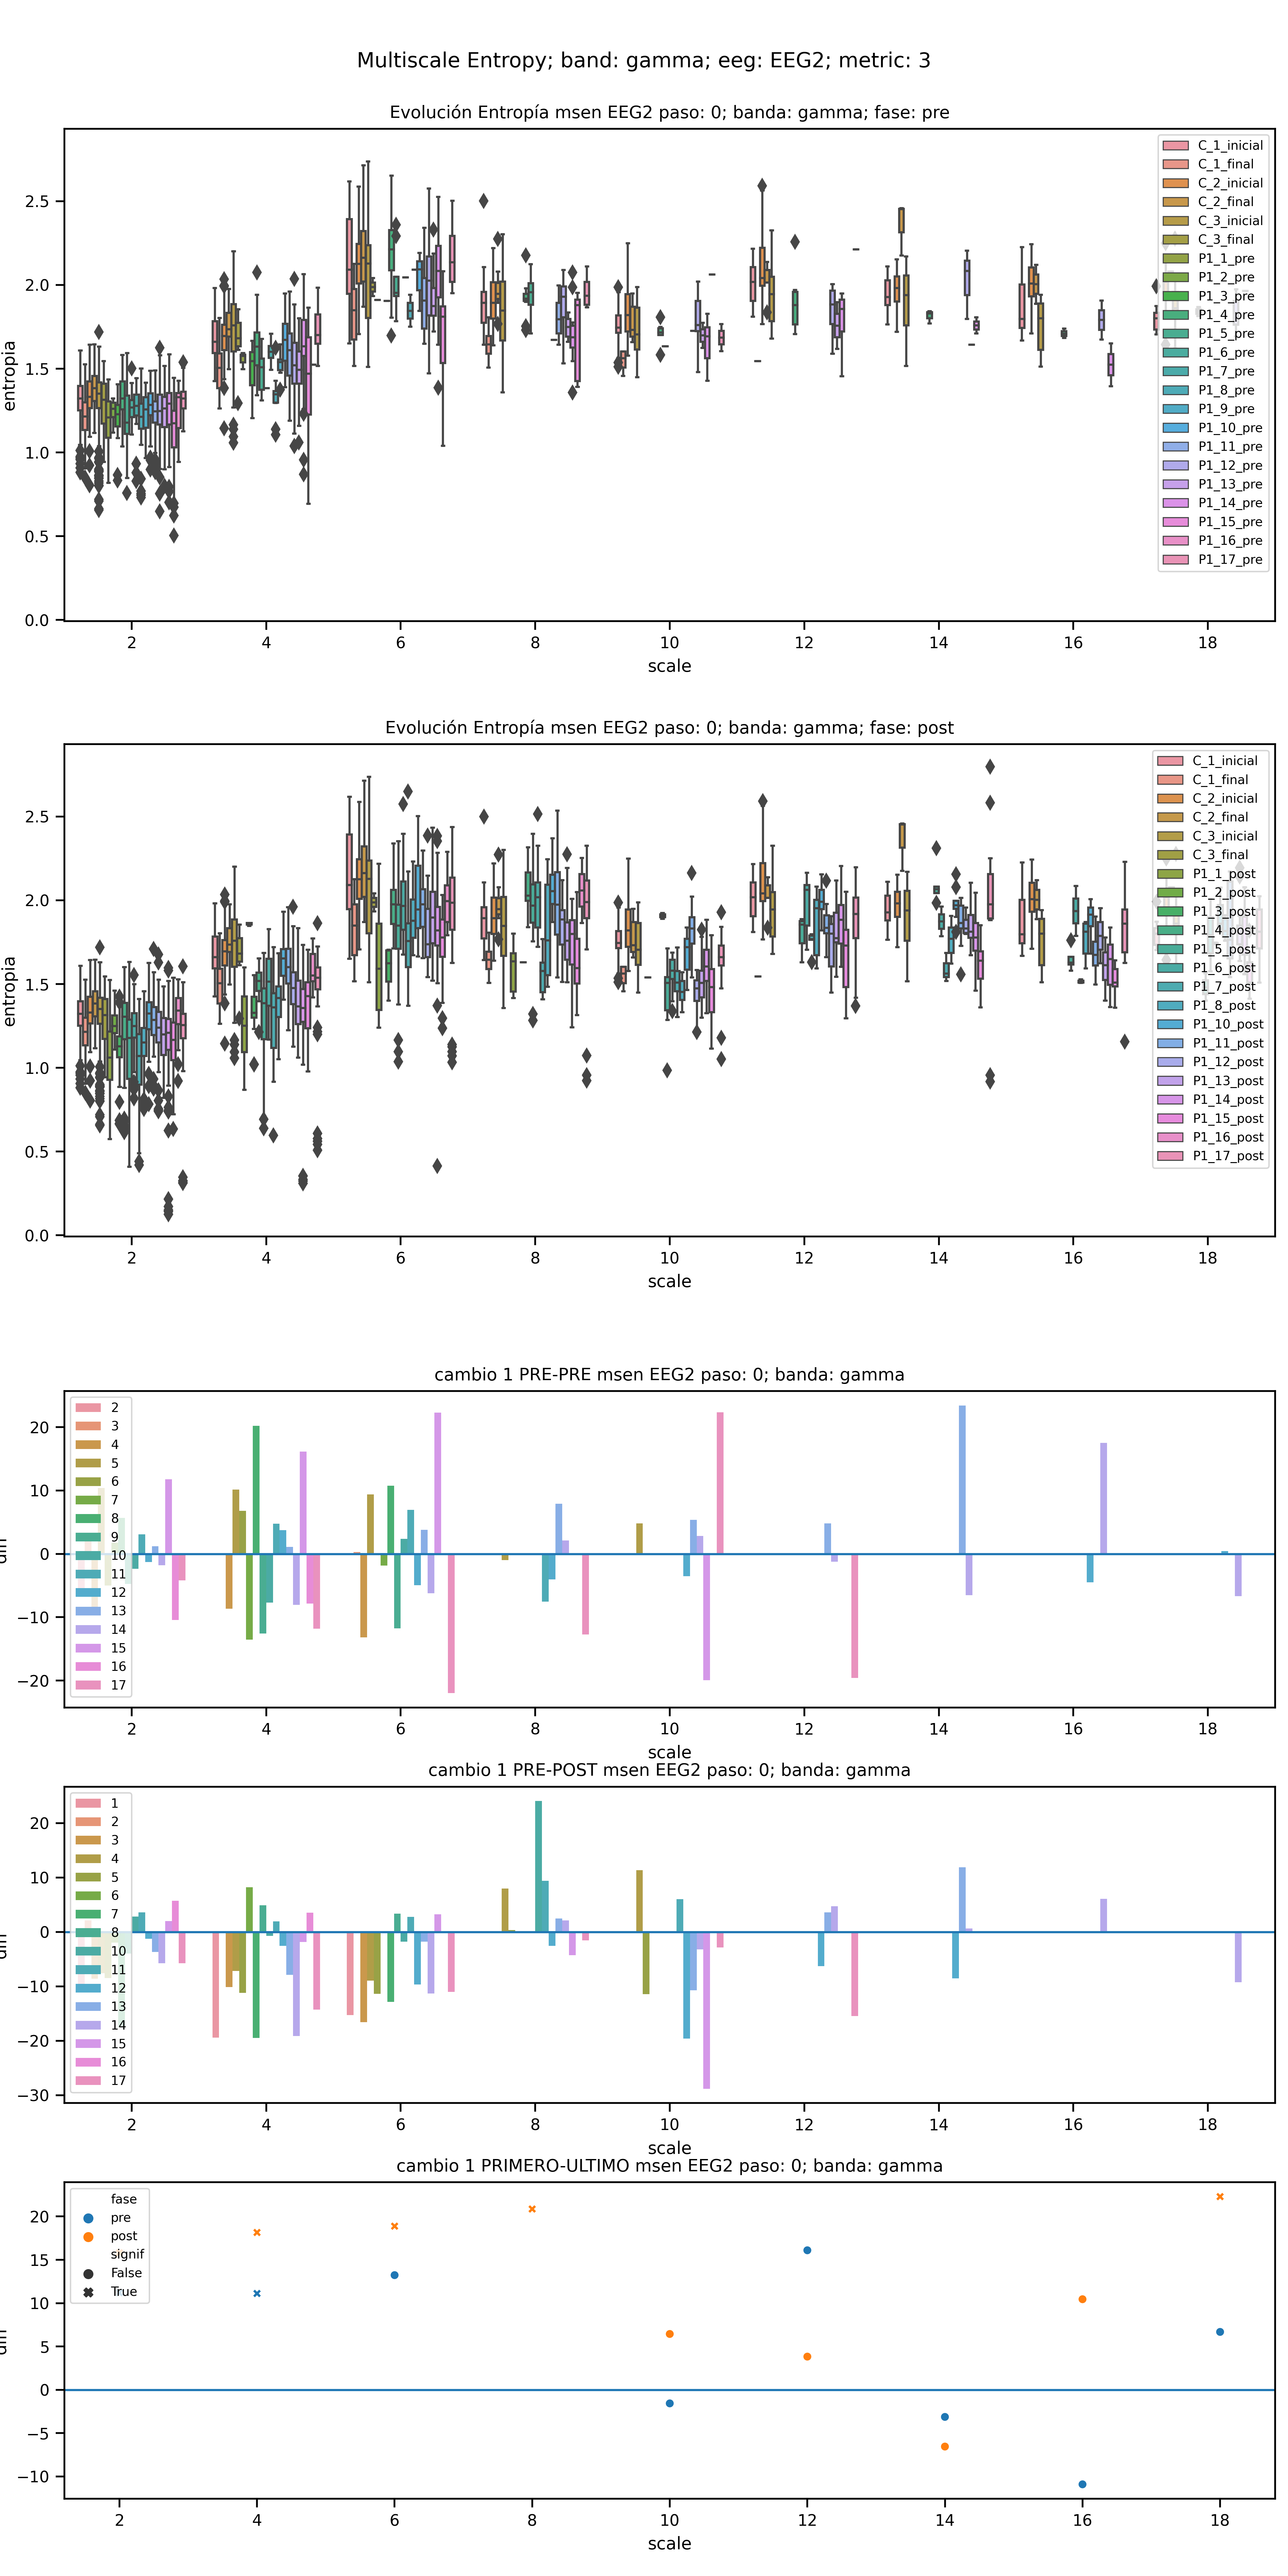 Multiscale Entropy; band: gamma; eeg: EEG2; metric: 3
Evolución Entropía msen EEG2 paso: 0; banda: gamma; fase: pre
entropia
2.5
2.0
1.5
1.0
0.5
0.0
C_1_inicial
C_1_final
C_2_inicial
C_2_final
C_3_inicial
C_3_final
P1_1_pre
P1_2_pre
P1_3_pre
P1_4_pre
P1_5_pre
P1_6_pre
P1_7_pre
P1_8_pre
P1_9_pre
P1_10_pre
P1_11_pre
P1_12_pre
P1_13_pre
P1_14_pre
P1_15_pre
P1_16_pre
P1_17_pre
2 4 6 8 10 12 14 16 18
scale
Evolución Entropía msen EEG2 paso: 0; banda: gamma; fase: post
entropia
2.5
2.0
1.5
1.0
0.5
0.0
C_1_inicial
C_1_final
C_2_inicial
C_2_final
C_3_inicial
C_3_final
P1_1_post
P1_2_post
P1_3_post
P1_4_post
P1_5_post
P1_6_post
P1_7_post
P1_8_post
P1_10_post
P1_11_post
P1_12_post
P1_13_post
P1_14_post
P1_15_post
P1_16_post
P1_17_post
2 4 6 8 10 12 14 16 18
scale
cambio 1 PRE-PRE msen EEG2 paso: 0; banda: gamma
20
10
0
−10
−20
2
3
4
5
6
7
8
9
10
11
12
13
14
15
16
17
2 4 6 8 10 12 14 16 18
scale
cambio 1 PRE-POST msen EEG2 paso: 0; banda: gamma
20
10
0
−10
−20
−30
1
2
3
4
5
6
7
8
10
11
12
13
14
15
16
17
2 4 6 8 10 12 14 16 18
scale
cambio 1 PRIMERO-ULTIMO msen EEG2 paso: 0; banda: gamma
20
15
10
5
0
−5
−10
fase
pre
post
signif
False
True
2 4 6 8 10 12 14 16 18
scale